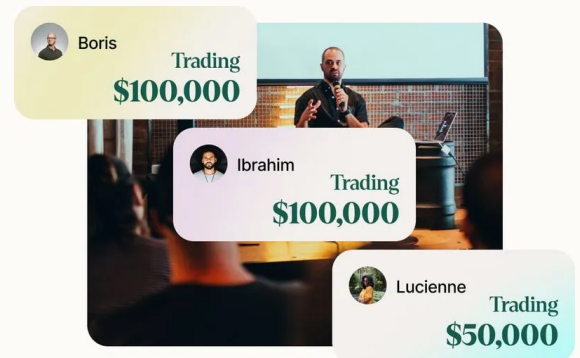 Boris
Trading
$100,000
Ibrahim
Trading
$100,000
Lucienne
Trading
$50,000